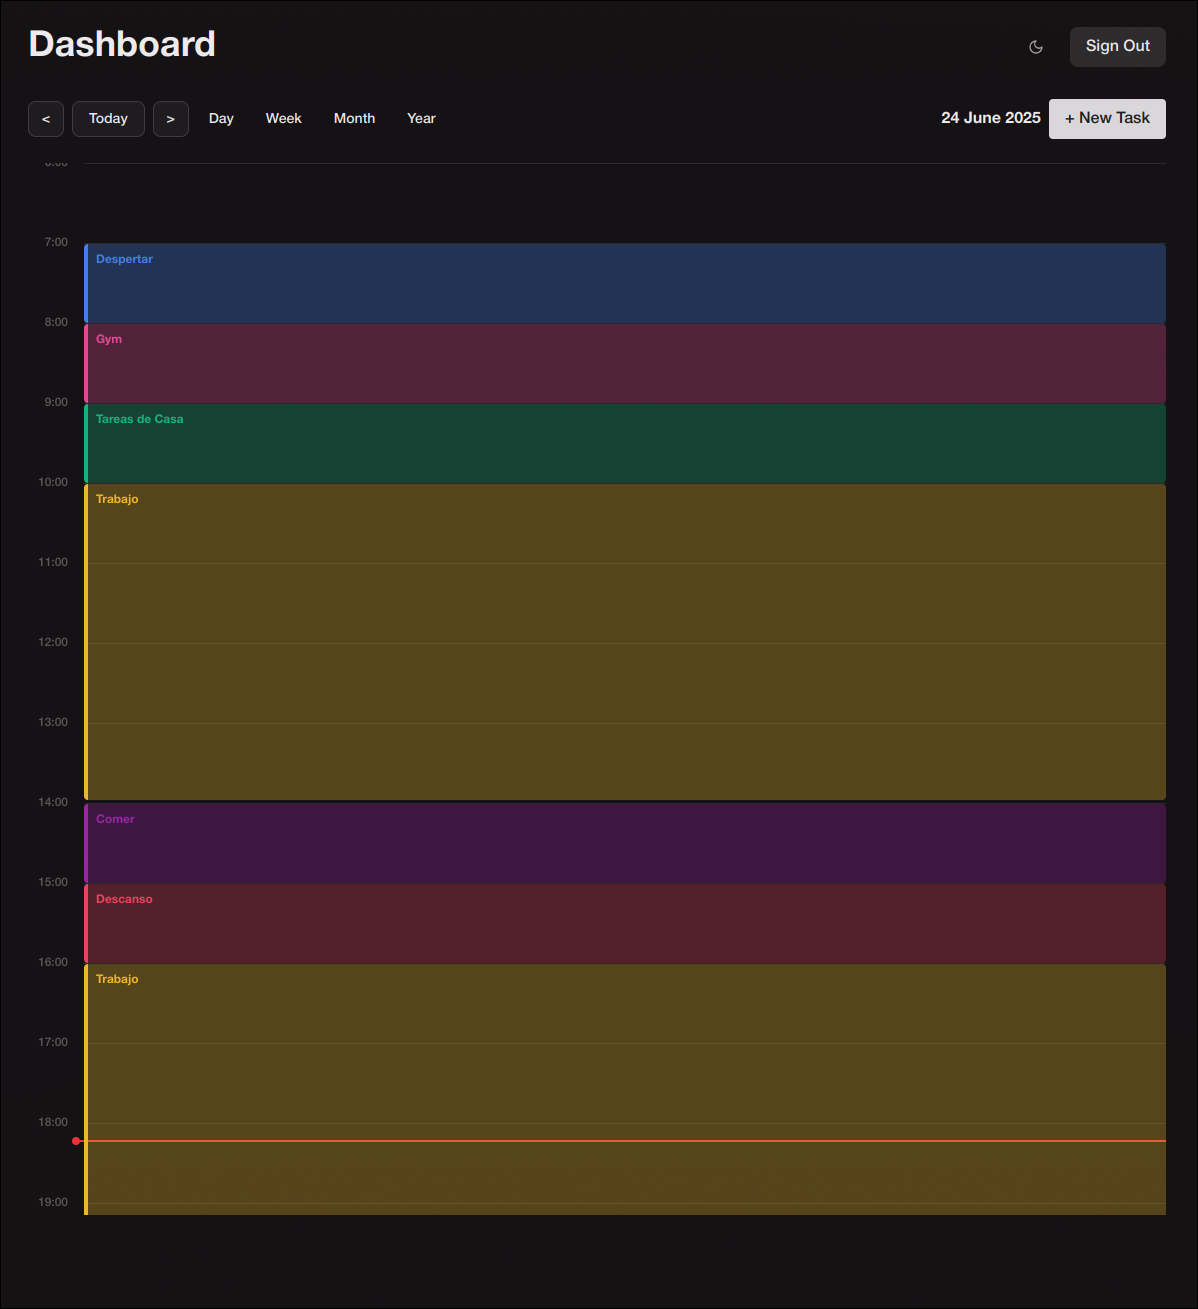 Dashboard
Sign Out
< Today > Day Week Month Year 24 June 2025 + New Task
7:00
Despertar
8:00
Gym
9:00
Tareas de Casa
10:00
Trabajo
11:00
12:00
13:00
14:00
Comer
15:00
Descanso
16:00
Trabajo
17:00
18:00
19:00